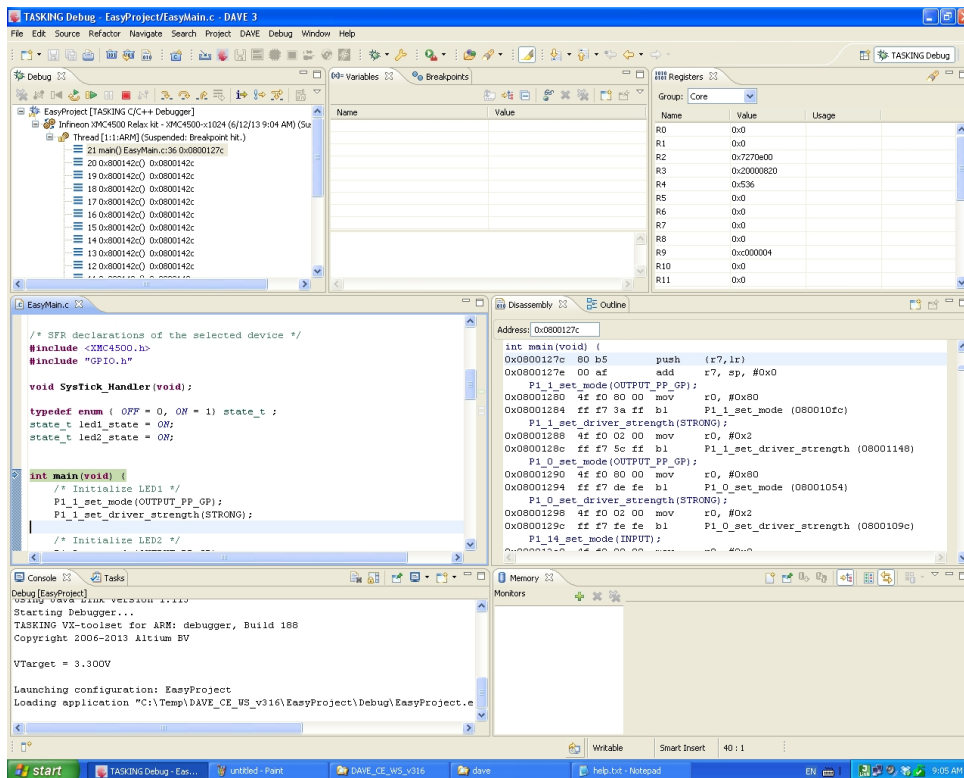 TASKING Debug - EasyProject/EasyMain.c - DAVE 3
File Edit Source Refactor Navigate Search Project DAVE Debug Window Help
TASKING Debug
Debug
EasyProject [TASKING C/C++ Debugger]
Infineon XMC4500 Relax kit - XMC4500-x1024 (6/12/13 9:04 AM) (Su
Thread [1:1:ARM] (Suspended: Breakpoint hit.)
21 main() EasyMain.c:36 0x0800127c
20 0x800142c() 0x0800142c
19 0x800142c() 0x0800142c
18 0x800142c() 0x0800142c
17 0x800142c() 0x0800142c
16 0x800142c() 0x0800142c
15 0x800142c() 0x0800142c
14 0x800142c() 0x0800142c
13 0x800142c() 0x0800142c
12 0x800142c() 0x0800142c
(x)= Variables Breakpoints
Name Value
Registers
Group: Core
Name Value Usage
R0 0x0
R1 0x0
R2 0x7270e00
R3 0x20000820
R4 0x536
R5 0x0
R6 0x0
R7 0x0
R8 0x0
R9 0xc000004
R10 0x0
R11 0x0
EasyMain.c
/* SFR declarations of the selected device */
#include <XMC4500.h>
#include "GPIO.h"
void SysTick_Handler(void);
typedef enum { OFF = 0, ON = 1} state_t ;
state_t led1_state = ON;
state_t led2_state = ON;
int main(void) {
/* Initialize LED1 */
P1_1_set_mode(OUTPUT_PP_GP);
P1_1_set_driver_strength(STRONG);
/* Initialize LED2 */
Disassembly Outline
Address: 0x0800127c
int main(void) {
0x0800127c 80 b5 push {r7,lr}
0x0800127e 00 af add r7, sp, #0x0
P1_1_set_mode(OUTPUT_PP_GP);
0x08001280 4f f0 80 00 mov r0, #0x80
0x08001284 ff f7 3a ff bl P1_1_set_mode (080010fc)
P1_1_set_driver_strength(STRONG);
0x08001288 4f f0 02 00 mov r0, #0x2
0x0800128c ff f7 5c ff bl P1_1_set_driver_strength (08001148)
P1_0_set_mode(OUTPUT_PP_GP);
0x08001290 4f f0 80 00 mov r0, #0x80
0x08001294 ff f7 de fe bl P1_0_set_mode (08001054)
P1_0_set_driver_strength(STRONG);
0x08001298 4f f0 02 00 mov r0, #0x2
0x0800129c ff f7 fe fe bl P1_0_set_driver_strength (0800109c)
P1_14_set_mode(INPUT);
Console Tasks
Debug [EasyProject]
Starting Debugger...
TASKING VX-toolset for ARM: debugger, Build 188
Copyright 2006-2013 Altium BV
VTarget = 3.300V
Launching configuration: EasyProject
Loading application "C:\Temp\DAVE_CE_WS_v316\EasyProject\Debug\EasyProject.e
Memory
Monitors
Writable Smart Insert 40 : 1
start TASKING Debug - Eas... untitled - Paint DAVE_CE_WS_v316 dave help.txt - Notepad EN 9:05 AM